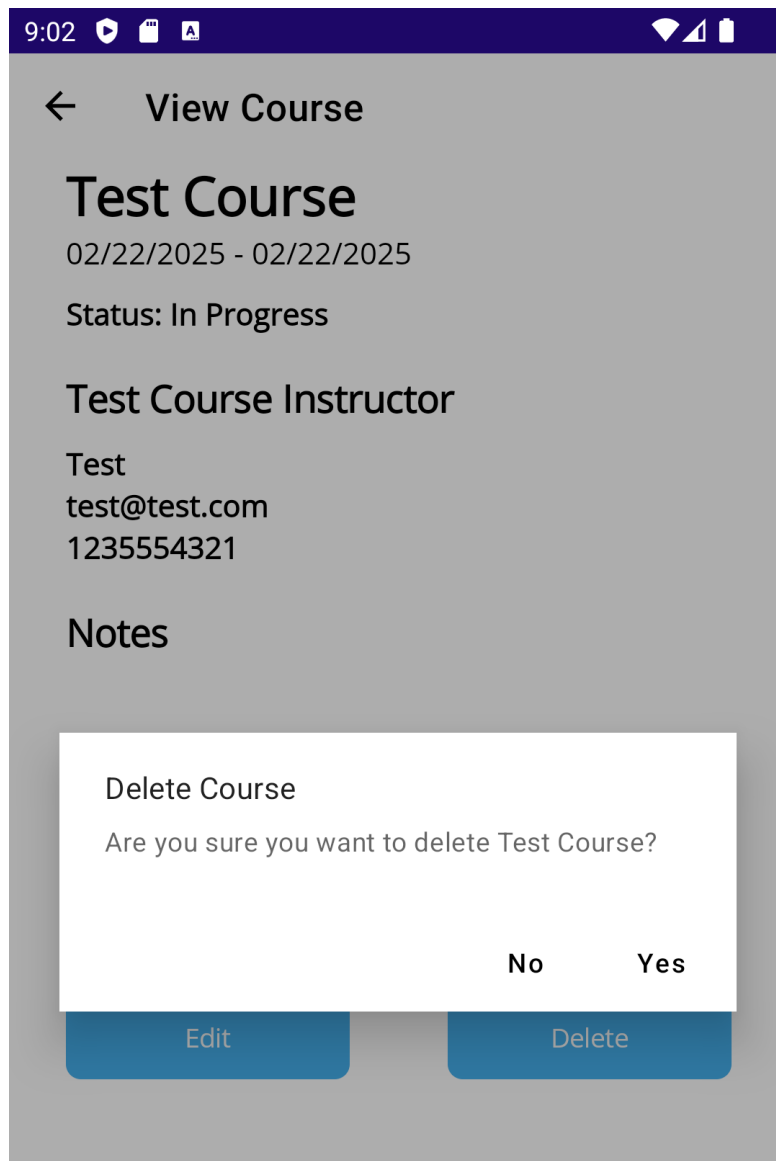 9:02
View Course
Test Course
02/22/2025 - 02/22/2025
Status: In Progress
Test Course Instructor
Test
test@test.com
1235554321
Notes
Delete Course
Are you sure you want to delete Test Course?
No Yes
Edit Delete